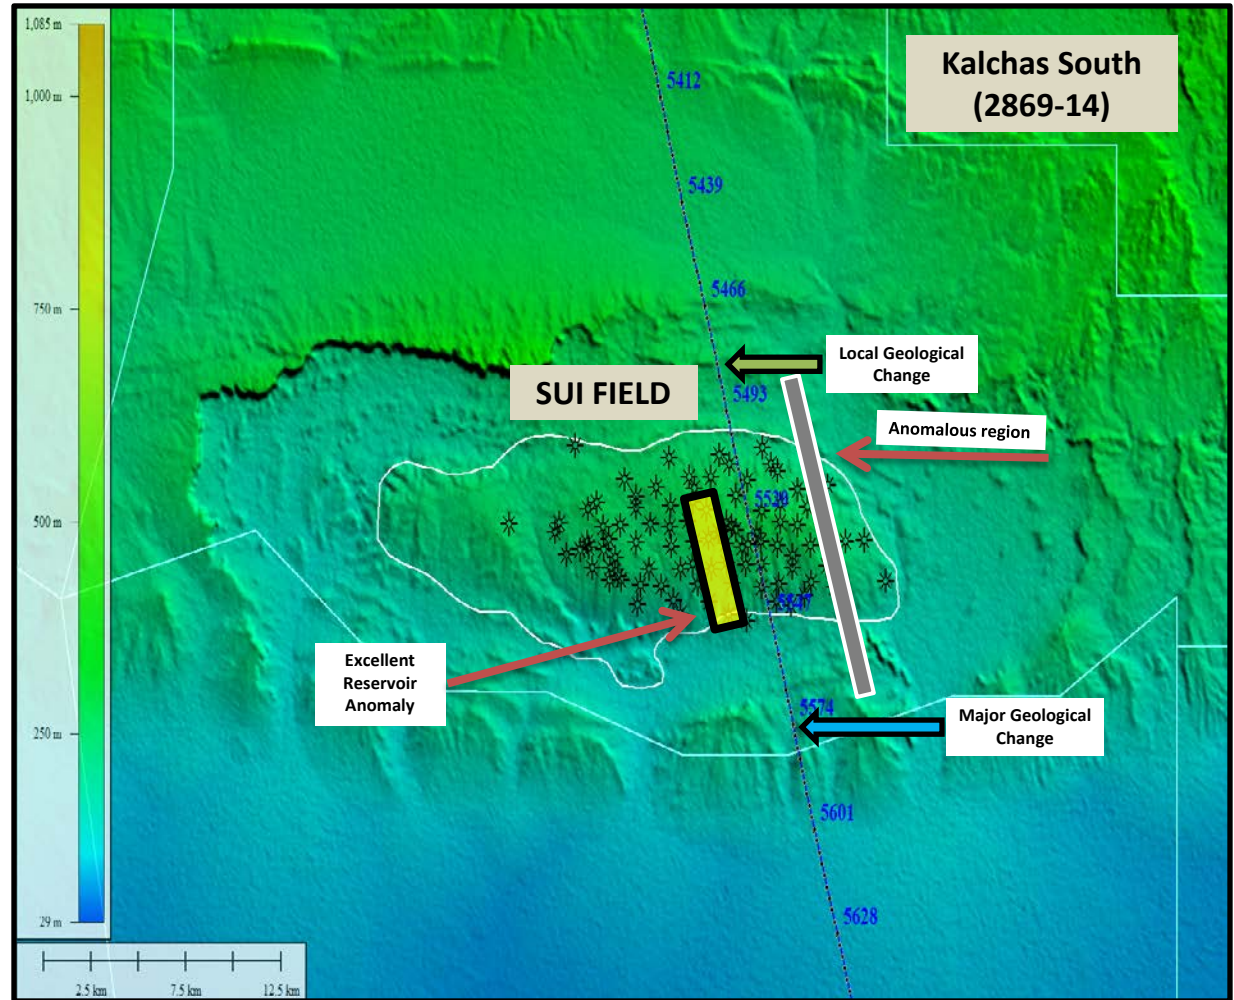 1,085 m
1,000 m
750 m
500 m
250 m
29 m
2.5 km
7.5 km
12.5 km
Kalchas South
(2869-14)
5412
5439
5466
Local Geological
Change
SUI FIELD
5493
Anomalous region
5520
5547
Excellent
Reservoir
Anomaly
5574
Major Geological
Change
5601
5628